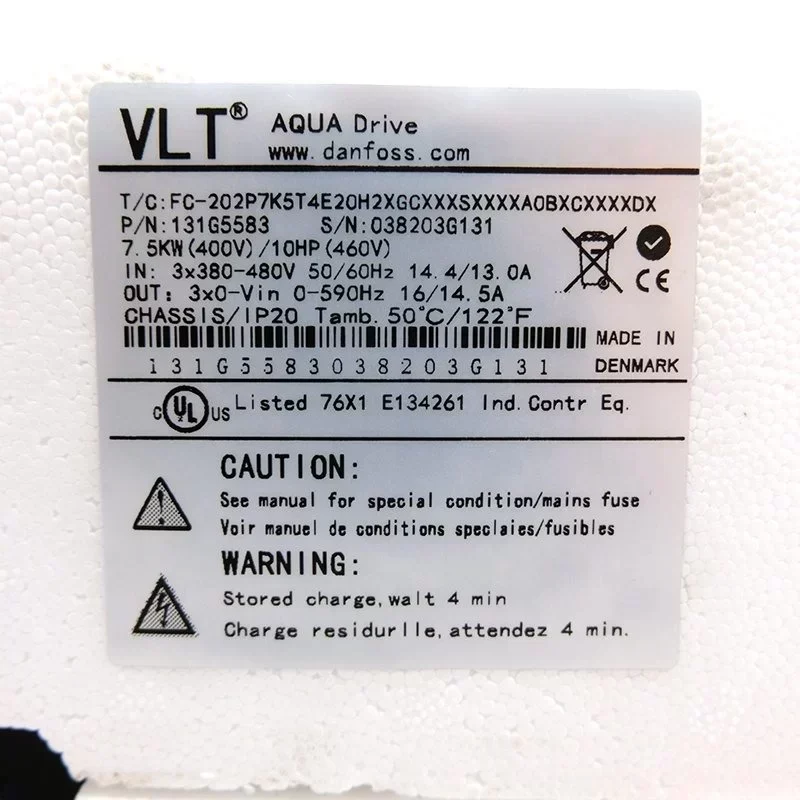 VLT® AQUA Drive
www.danfoss.com
T/C:FC-202P7K5T4E20H2XGCXXXSXXXXA0BXCXXXXDX
P/N:131G5583 S/N:038203G131
7.5KW(400V)/10HP(460V)
IN: 3x380-480V 50/60Hz 14.4/13.0A
OUT: 3x0-Vin 0-590Hz 16/14.5A
CHASSIS/IP20 Tamb.50°C/122°F
CE
MADE IN
DENMARK
131G5583038203G131
c UL US Listed 76X1 E134261 Ind.Contr Eq.
CAUTION:
See manual for special condition/mains fuse
Voir manuel de conditions speclaies/fusibles
WARNING:
Stored charge,walt 4 min
Charge residurlle,attendez 4 min.